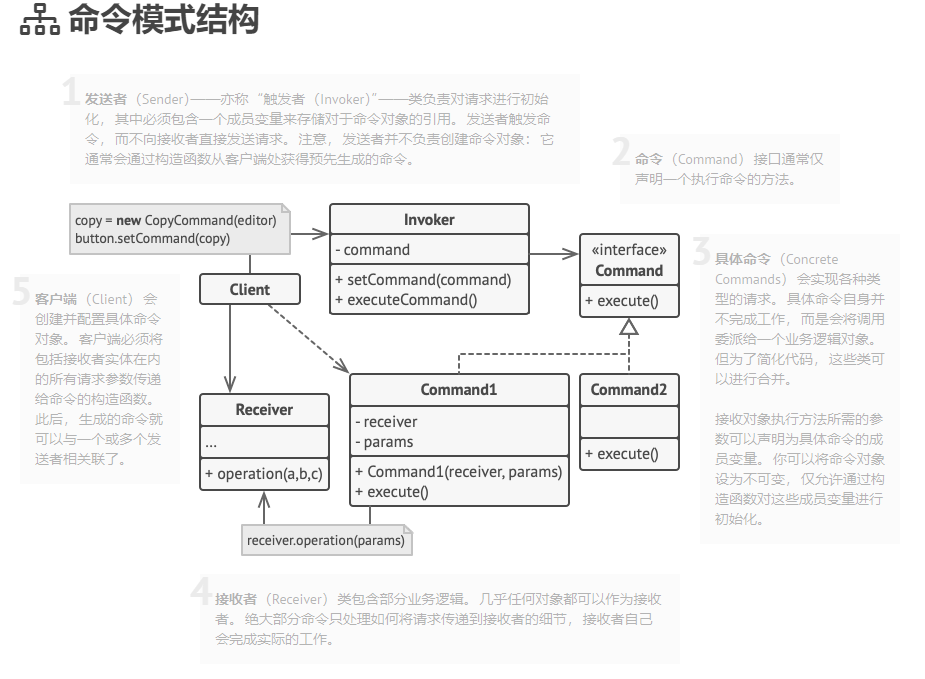 命令模式结构
1
发送者（Sender）——亦称“触发者（Invoker）”——类负责对请求进行初始
化，其中必须包含一个成员变量来存储对于命令对象的引用。发送者触发命
令，而不向接收者直接发送请求。注意，发送者并不负责创建命令对象：它
通常会通过构造函数从客户端处获得预先生成的命令。
2
命令（Command）接口通常仅
声明一个执行命令的方法。
copy = new CopyCommand(editor)
button.setCommand(copy)
Invoker
- command
+ setCommand(command)
+ executeCommand()
«interface»
Command
+ execute()
3
具体命令（Concrete
Commands）会实现各种类
型的请求。具体命令自身并
不完成工作，而是会将调用
委派给一个业务逻辑对象。
但为了简化代码，这些类可
以进行合并。
接收对象执行方法所需的参
数可以声明为具体命令的成
员变量。你可以将命令对象
设为不可变，仅允许通过构
造函数对这些成员变量进行
初始化。
5
客户端（Client）会
创建并配置具体命令
对象。客户端必须将
包括接收者实体在内
的所有请求参数传递
给命令的构造函数。
此后，生成的命令就
可以与一个或多个发
送者相关联了。
Client
Receiver
...
+ operation(a,b,c)
Command1
- receiver
- params
+ Command1(receiver, params)
+ execute()
Command2
+ execute()
receiver.operation(params)
4
接收者（Receiver）类包含部分业务逻辑。几乎任何对象都可以作为接收
者。绝大部分命令只处理如何将请求传递到接收者的细节，接收者自己
会完成实际的工作。